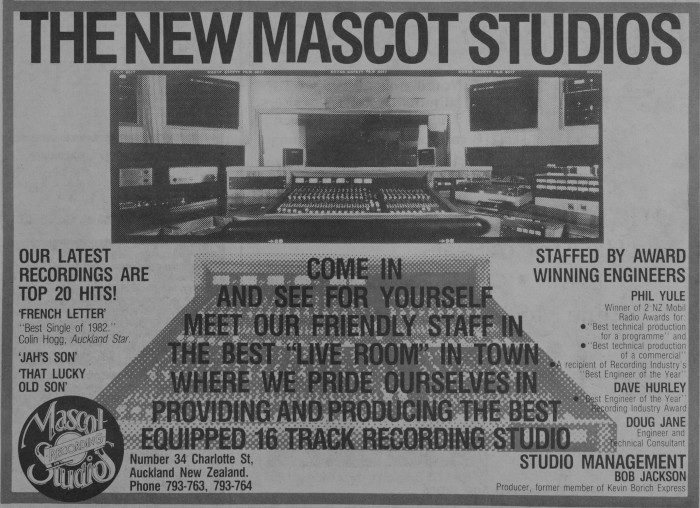 THE NEW MASCOT STUDIOS
OUR LATEST
RECORDINGS ARE
TOP 20 HITS!
'FRENCH LETTER'
"Best Single of 1982."
Colin Hogg, Auckland Star.
'JAH'S SON'
'THAT LUCKY
OLD SON'
COME IN
AND SEE FOR YOURSELF
MEET OUR FRIENDLY STAFF IN
THE BEST "LIVE ROOM" IN TOWN
WHERE WE PRIDE OURSELVES IN
PROVIDING AND PRODUCING THE BEST
EQUIPPED 16 TRACK RECORDING STUDIO
STAFFED BY AWARD
WINNING ENGINEERS
PHIL YULE
Winner of 2 NZ Mobil
Radio Awards for:
●"Best technical production
for a programme" and
●"Best technical production
of a commercial"
●A recipient of Recording Industry's
"Best Engineer of the Year"
DAVE HURLEY
●"Best Engineer of the Year"
Recording Industry Award
DOUG JANE
Engineer and
Technical Consultant
STUDIO MANAGEMENT
BOB JACKSON
Producer, former member of Kevin Borich Express
Mascot
RECORDING
Studios
Number 34 Charlotte St,
Auckland New Zealand.
Phone 793-763, 793-764